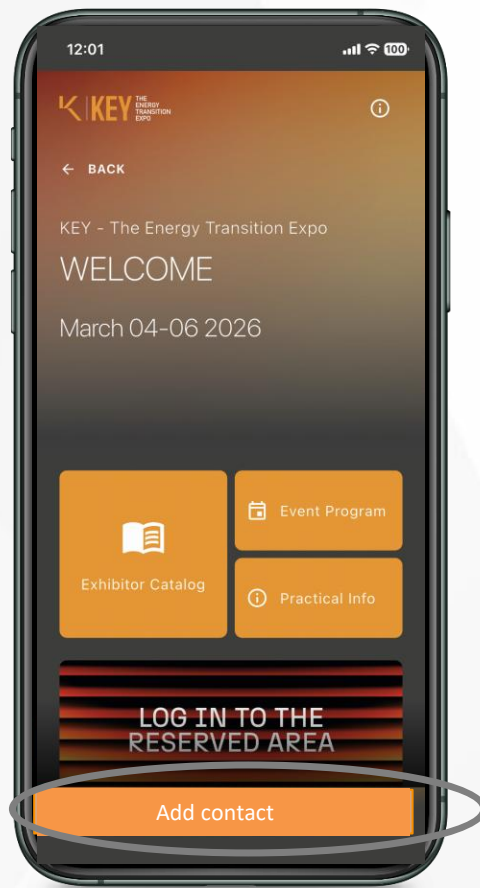 12:01
100
KEY THE ENERGY TRANSITION EXPO
BACK
KEY - The Energy Transition Expo
WELCOME
March 04-06 2026
Event Program
Exhibitor Catalog
Practical Info
LOG IN TO THE
RESERVED AREA
Add contact